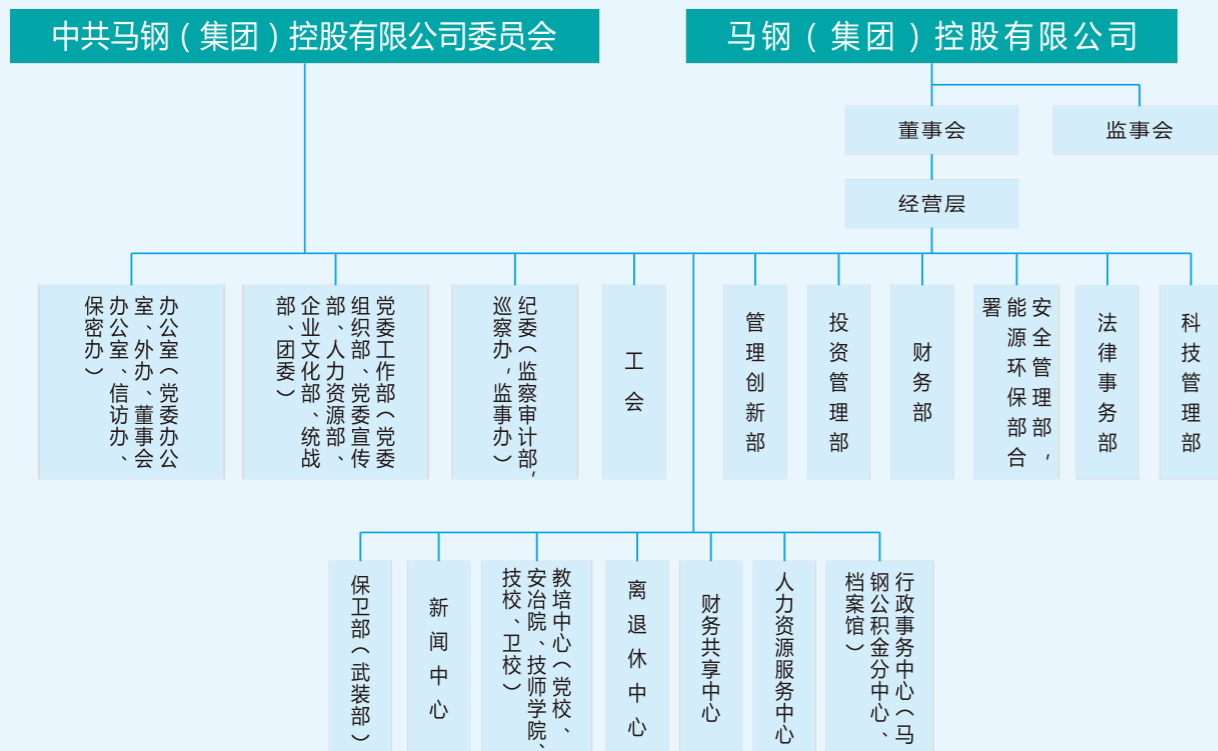 中共马钢（集团）控股有限公司委员会
马钢（集团）控股有限公司
董事会
监事会
经营层
办公室（党委办公
室、外办、董事会
办公室、信访办、
保密办）
党委工作部（党委
组织部、党委宣传
部、人力资源部、
企业文化部、统战
部、团委）
纪委（监察审计部，
巡察办，监事办）
工会
管理创新部
投资管理部
财务部
安全管理部，
能源环保部合
署
法律事务部
科技管理部
保卫部（武装部）
新闻中心
教培中心（党校、
安冶院、技师学院、
技校、卫校）
离退休中心
财务共享中心
人力资源服务中心
行政事务中心（马
钢公积金分中心、
档案馆）